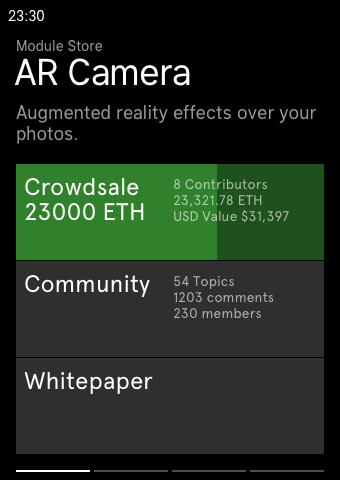 23:30
Module Store
AR Camera
Augmented reality effects over your
photos.
Crowdsale
23000 ETH
8 Contributors
23,321.78 ETH
USD Value $31,397
Community
54 Topics
1203 comments
230 members
Whitepaper